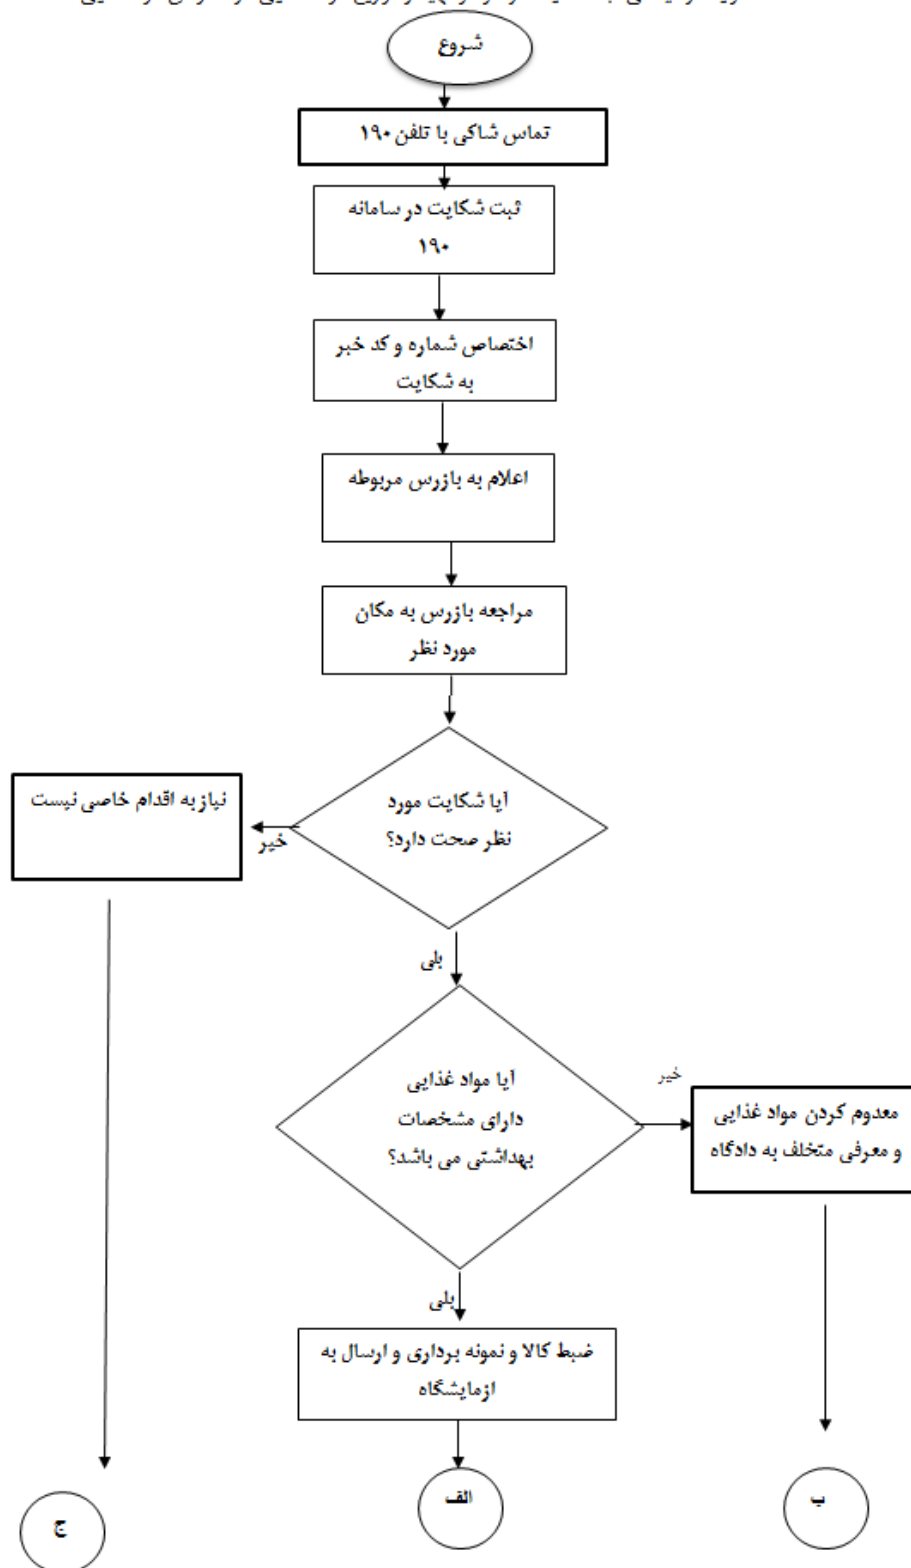 شروع
تماس شاکی با تلفن ۱۹۰
ثبت شکایت در سامانه
۱۹۰
اختصاص شماره و کد خبر
به شکایت
اعلام به بازرس مربوطه
مراجعه بازرس به مکان
مورد نظر
آیا شکایت مورد
نظر صحت دارد؟
خیر
نیاز به اقدام خاصی نیست
بلی
آیا مواد غذایی
دارای مشخصات
بهداشتی می باشد؟
خیر
معدوم کردن مواد غذایی
و معرفی متخلف به دادگاه
بلی
ضبط کالا و نمونه برداری و ارسال به
ازمایشگاه
الف
ب
ج